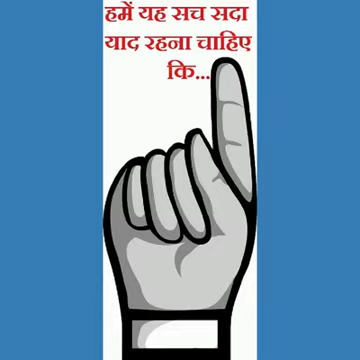 हमें यह सच सदा
याद रहना चाहिए
कि...